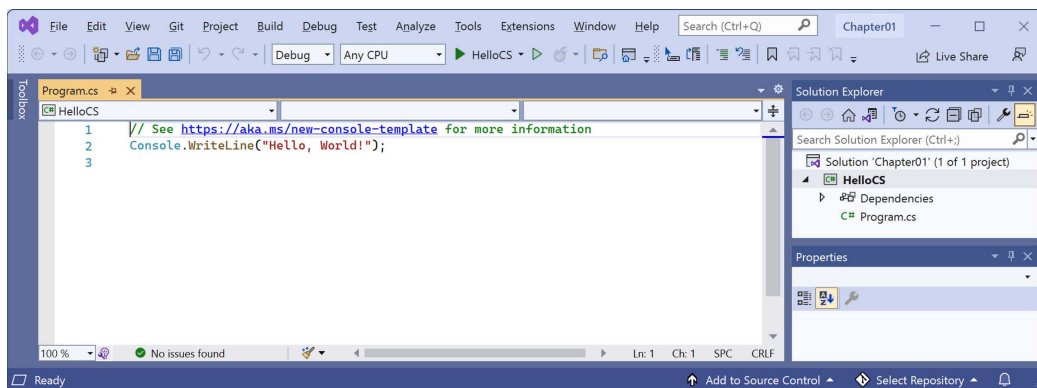 File Edit View Git Project Build Debug Test Analyze Tools Extensions Window Help Search (Ctrl+Q) Chapter01
Debug Any CPU HelloCS Live Share
Toolbox
Program.cs
C# HelloCS
1 // See https://aka.ms/new-console-template for more information
2 Console.WriteLine("Hello, World!");
3
100 % No issues found Ln: 1 Ch: 1 SPC CRLF
Solution Explorer
Search Solution Explorer (Ctrl+;)
Solution 'Chapter01' (1 of 1 project)
C# HelloCS
Dependencies
C# Program.cs
Properties
Ready Add to Source Control Select Repository